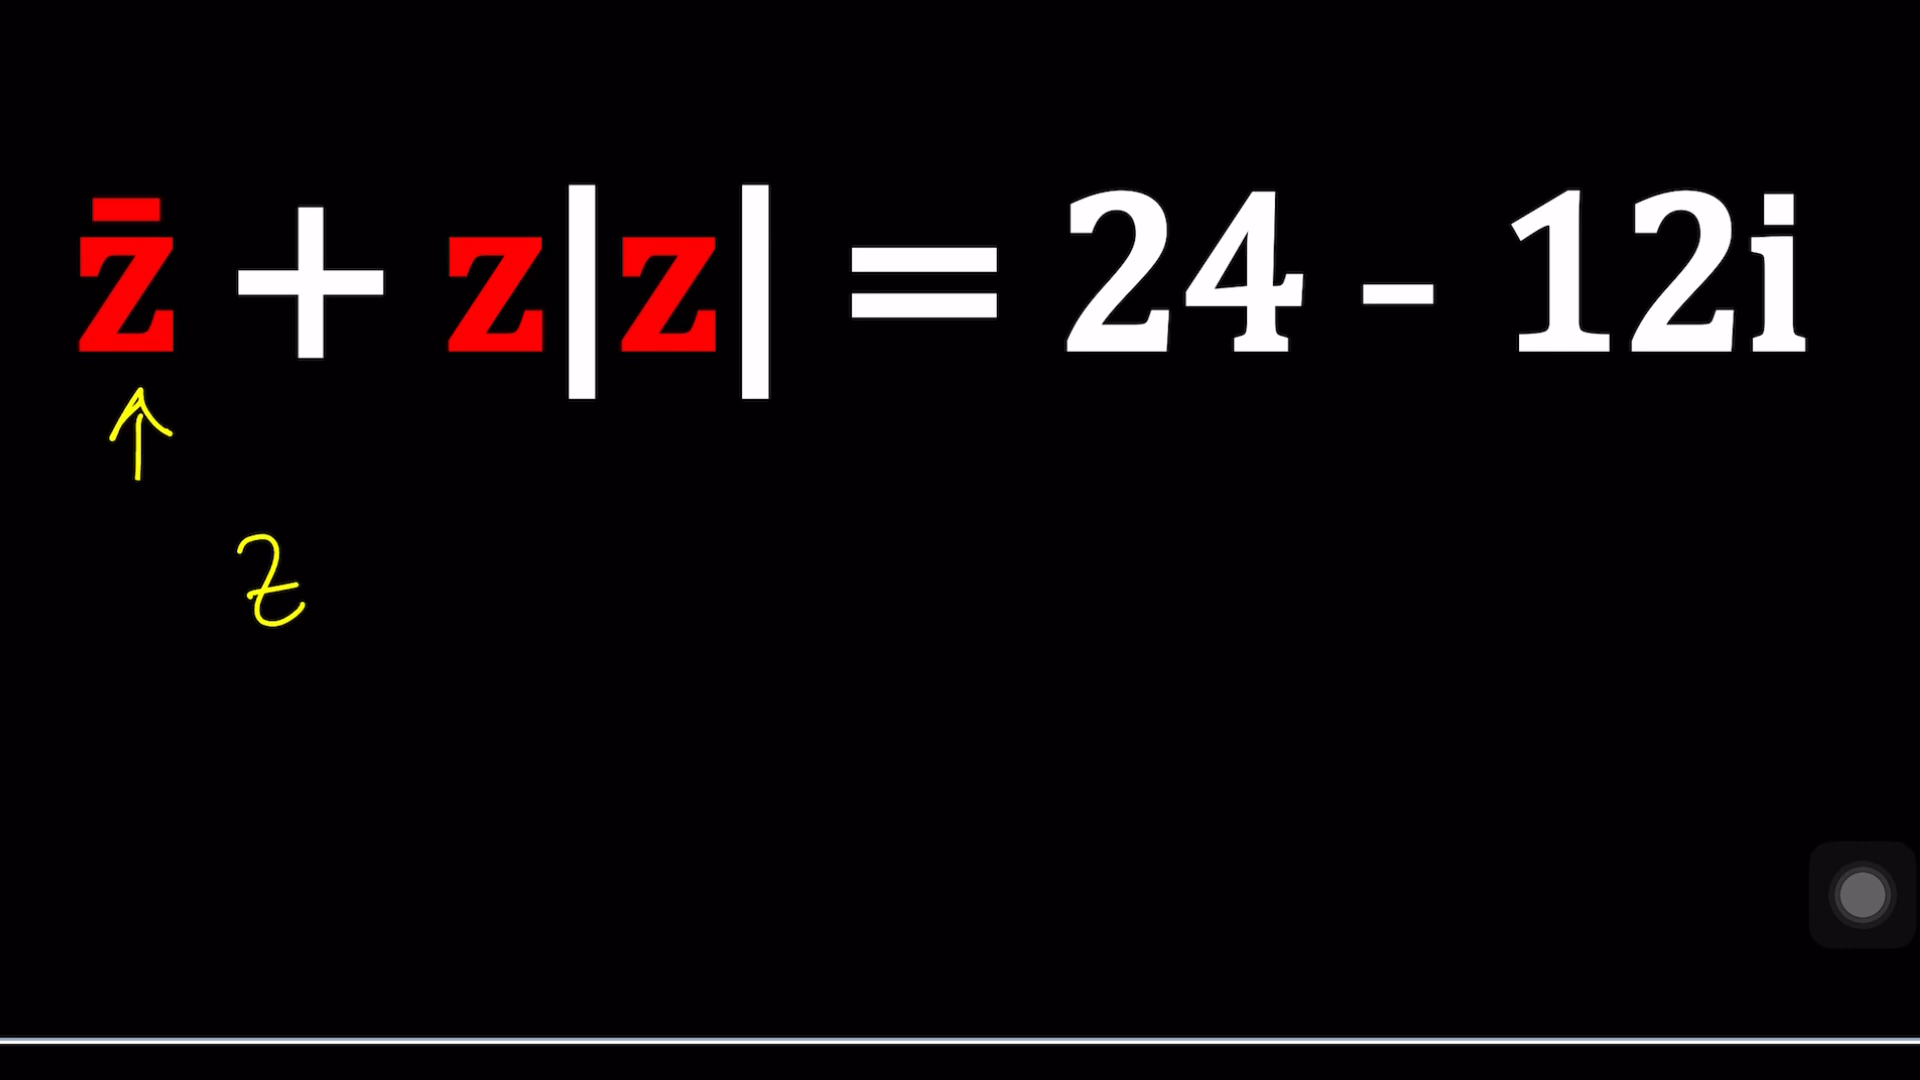 z̄ + z|z| = 24 – 12i
z